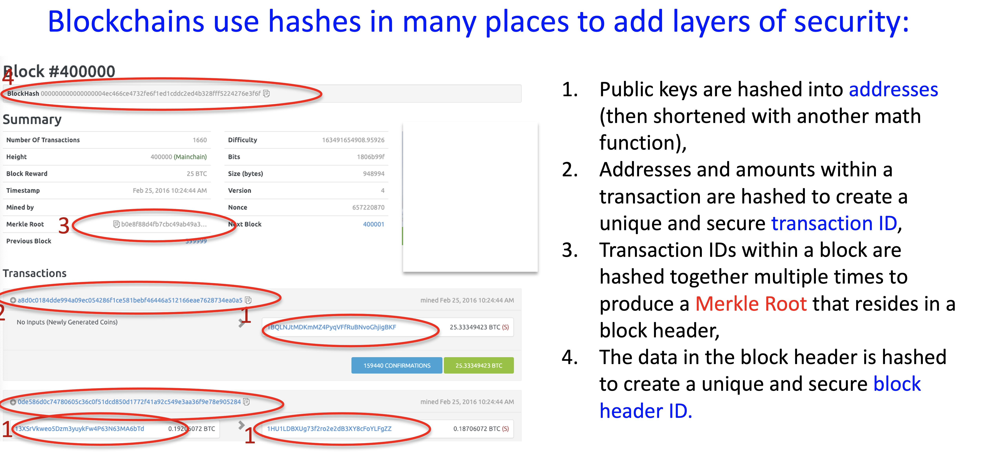 Blockchains use hashes in many places to add layers of security:
Block #400000
4
BlockHash 000000000000000004ec466ce4732fe6f1ed1cddc2ed4b328fff5224276e3f6f
Summary
Number Of Transactions 1660
Height 400000 (Mainchain)
Block Reward 25 BTC
Timestamp Feb 25, 2016 10:24:44 AM
Mined by
Merkle Root 3 b0e8f88d4fb7cbc49ab49a3...
Previous Block 399999
Difficulty 163491654908.95926
Bits 1806b99f
Size (bytes) 948994
Version 4
Nonce 657220870
Next Block 400001
Transactions
a8d0c0184dde994a09ec054286f1ce581bebf46446a512166eae7628734ea0a5 mined Feb 25, 2016 10:24:44 AM
2
1
No Inputs (Newly Generated Coins) 1BQLNJtMDKmMZ4PyqVFfRuBNvoGhjigBKF 25.33349423 BTC (S)
159440 CONFIRMATIONS 25.33349423 BTC
0de586d0c74780605c36c0f51dcd850d1772f41a92c549e3aa36f9e78e905284 mined Feb 25, 2016 10:24:44 AM
1 13XSrVkweo5Dzm3yuykFw4P63N63MA6bTd 0.19206072 BTC 1 1HU1LDBXUg73f2ro2e2dB3XY8cFoYLFgZZ 0.18706072 BTC (S)
1. Public keys are hashed into addresses
(then shortened with another math
function),
2. Addresses and amounts within a
transaction are hashed to create a
unique and secure transaction ID,
3. Transaction IDs within a block are
hashed together multiple times to
produce a Merkle Root that resides in a
block header,
4. The data in the block header is hashed
to create a unique and secure block
header ID.